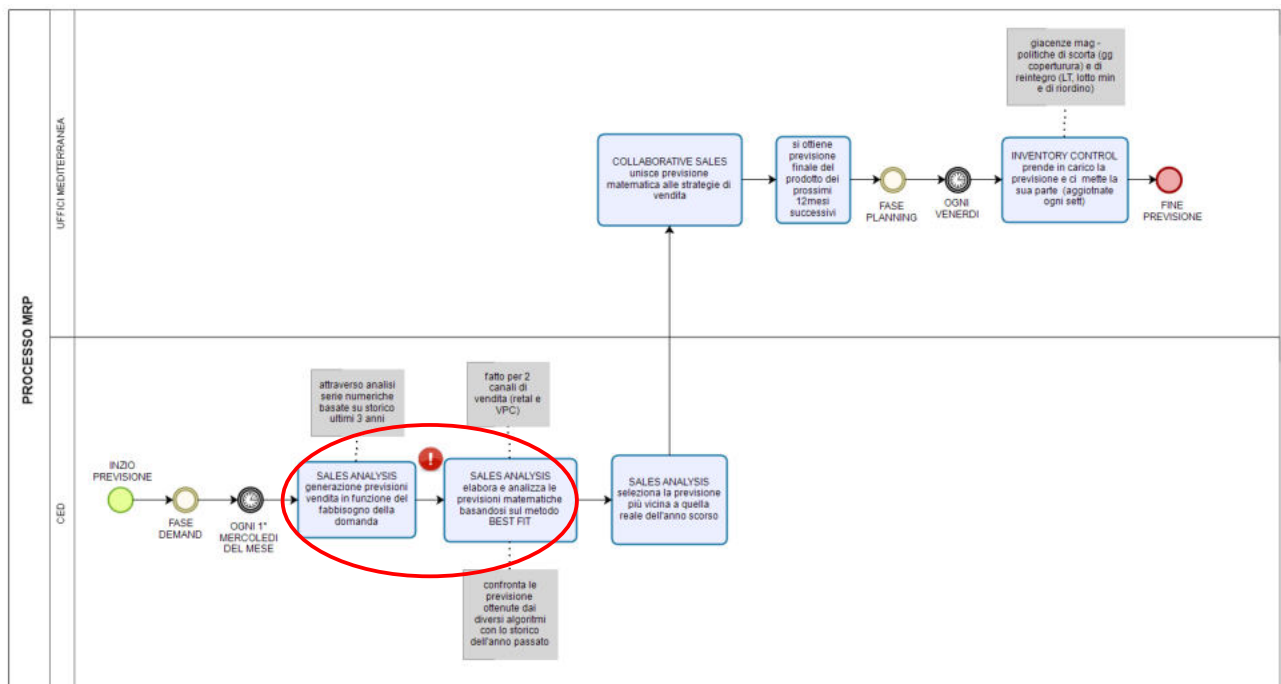 PROCESSO MRP
UFFICI MEDITERRANEA
giacenze mag -
politiche di scorta (gg
coperturura) e di
reintegro (LT, lotto min
e di riordino)
COLLABORATIVE SALES
unisce previsione
matematica alle strategie di
vendita
si ottiene
previsione
finale del
prodotto dei
prossimi
12mesi
successivi
FASE
PLANNING
OGNI
VENERDI
INVENTORY CONTROL
prende in carico la
previsione e ci mette la
sua parte (aggiotnate
ogni sett)
FINE
PREVISIONE
CED
attraverso analisi
serie numeriche
basate su storico
ultimi 3 anni
fatto per 2
canali di
vendita (retal e
VPC)
INZIO
PREVISIONE
FASE
DEMAND
OGNI 1°
MERCOLEDI
DEL MESE
SALES ANALYSIS
generazione previsioni
vendita in funzione del
fabbisogno della
domanda
!
SALES ANALYSIS
elabora e analizza le
previsioni matematiche
basandosi sul metodo
BEST FIT
SALES ANALYSIS
seleziona la previsione
più vicina a quella
reale dell'anno scorso
confronta le
previsione
ottenute dai
diversi algoritmi
con lo storico
dell'anno passato